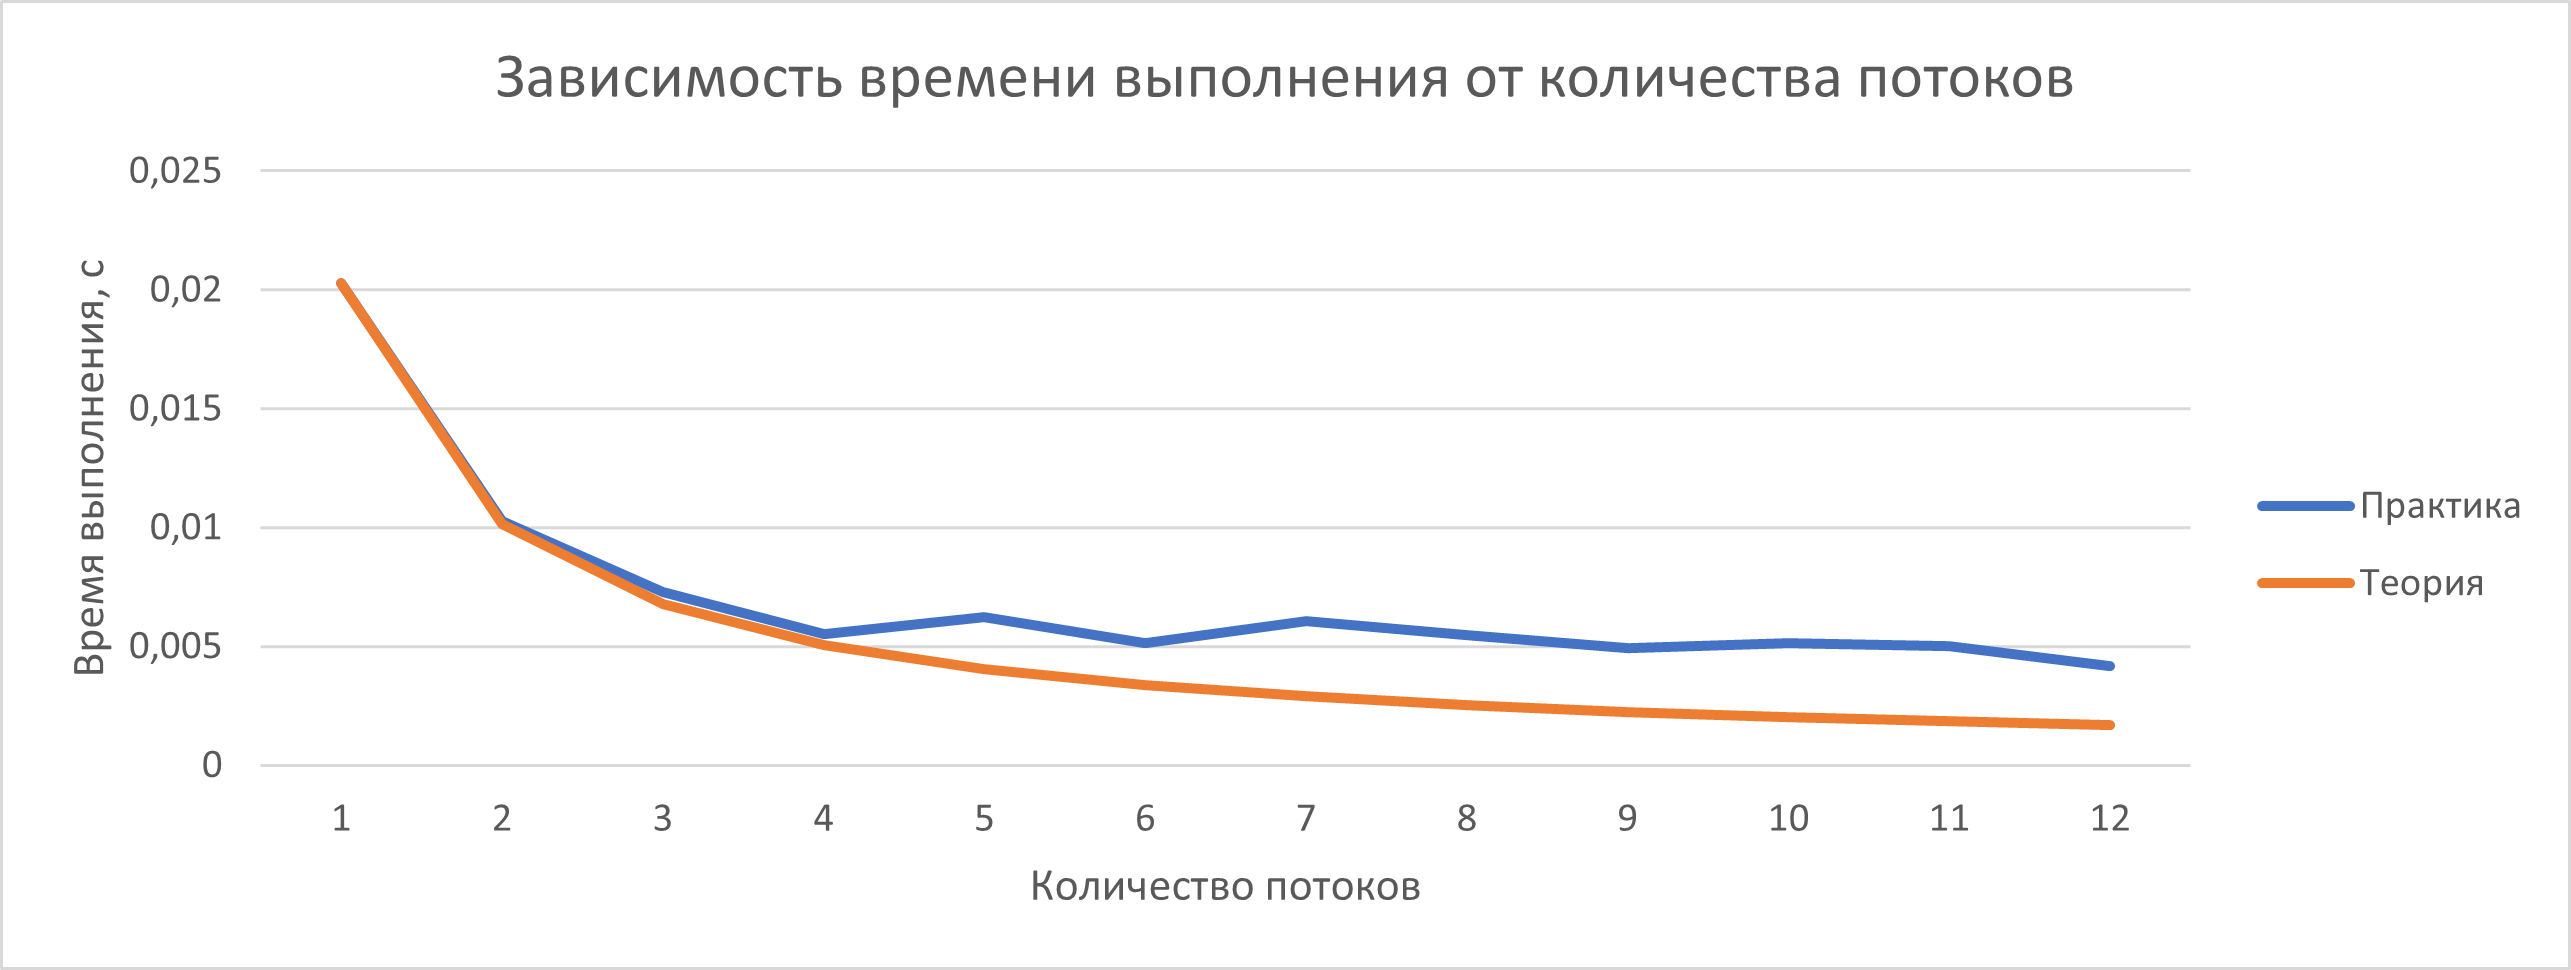 Зависимость времени выполнения от количества потоков
Время выполнения, с
0,025
0,02
0,015
0,01
0,005
0
1 2 3 4 5 6 7 8 9 10 11 12
Количество потоков
Практика
Теория